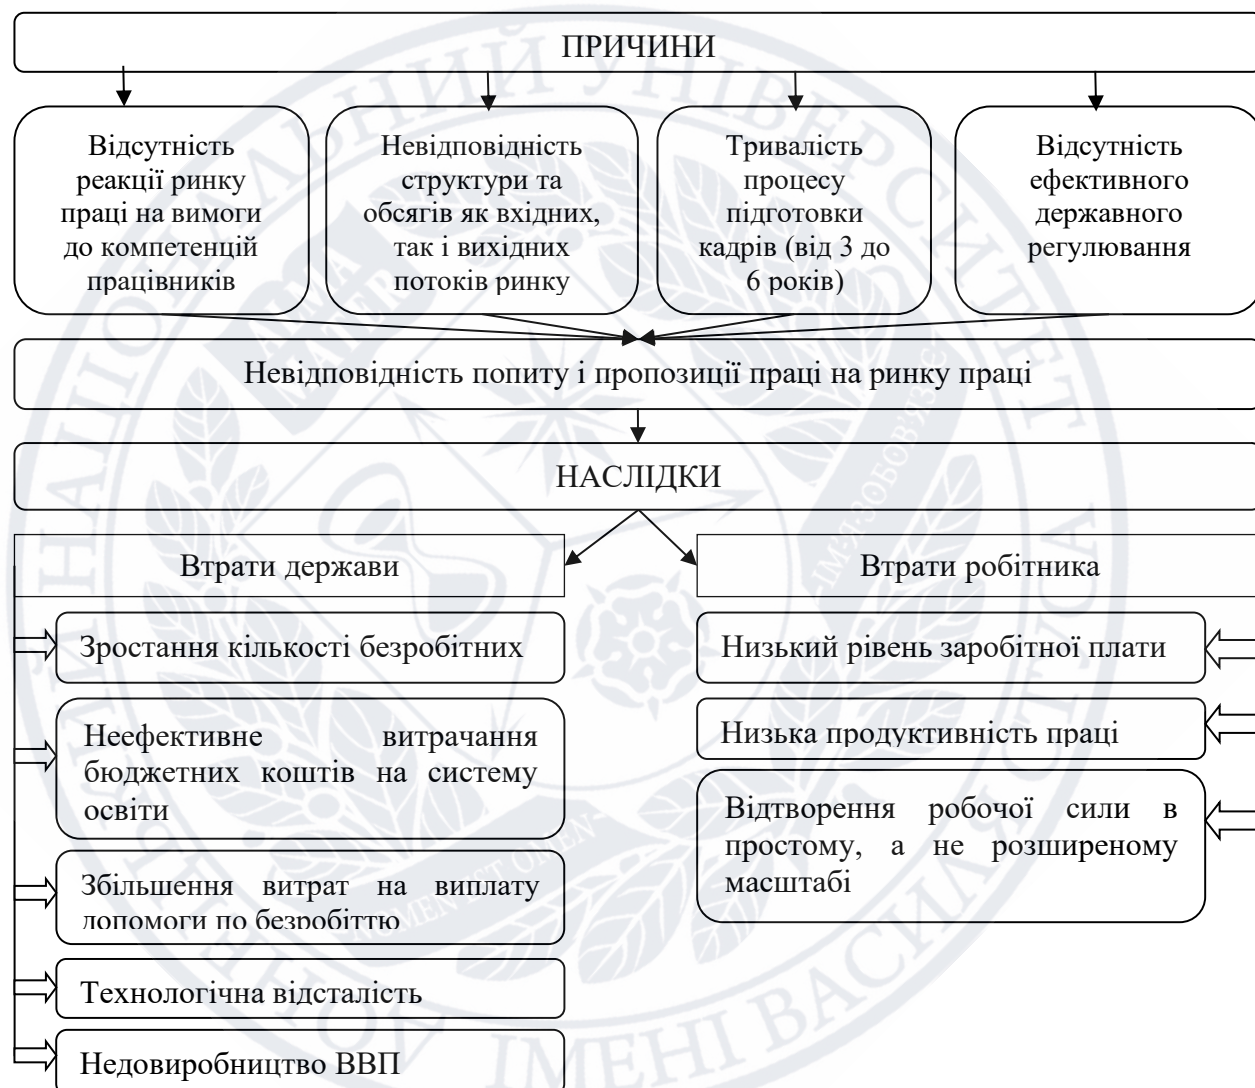 ПРИЧИНИ
Відсутність
реакції ринку
праці на вимоги
до компетенцій
працівників
Невідповідність
структури та
обсягів як вхідних,
так і вихідних
потоків ринку
Тривалість
процесу
підготовки
кадрів (від 3 до
6 років)
Відсутність
ефективного
державного
регулювання
Невідповідність попиту і пропозиції праці на ринку праці
НАСЛІДКИ
Втрати держави
Зростання кількості безробітних
Неефективне витрачання
бюджетних коштів на систему
освіти
Збільшення витрат на виплату
допомоги по безробіттю
Технологічна відсталість
Недовиробництво ВВП
Втрати робітника
Низький рівень заробітної плати
Низька продуктивність праці
Відтворення робочої сили в
простому, а не розширеному
масштабі